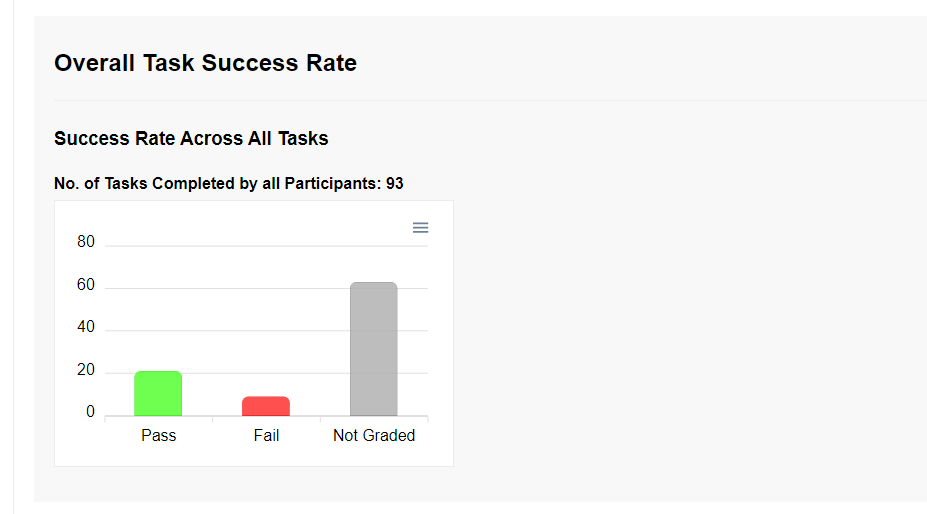 Overall Task Success Rate
Success Rate Across All Tasks
No. of Tasks Completed by all Participants: 93
80
60
40
20
0
Pass Fail Not Graded